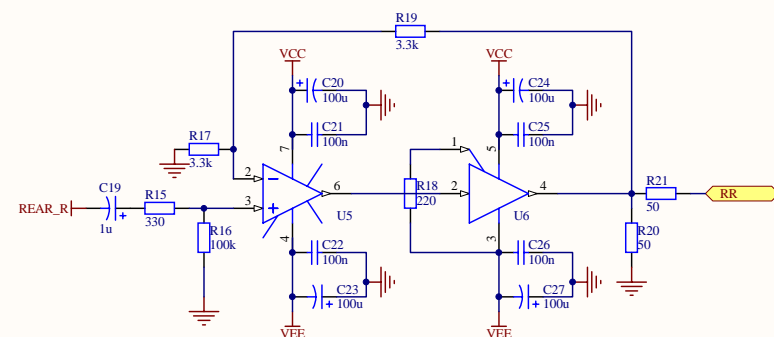 R19
3.3k
VCC
VCC
+
C20
100u
+
C24
100u
C21
100n
C25
100n
7
5
R17
3.3k
1
2
−
6
R18
220
2
4
R21
50
RR
REAR_R
C19
+
1u
R15
330
3
+
U5
U6
R16
100k
R20
50
4
3
C22
100n
C26
100n
C23
+
100u
C27
+
100u
VEE
VEE